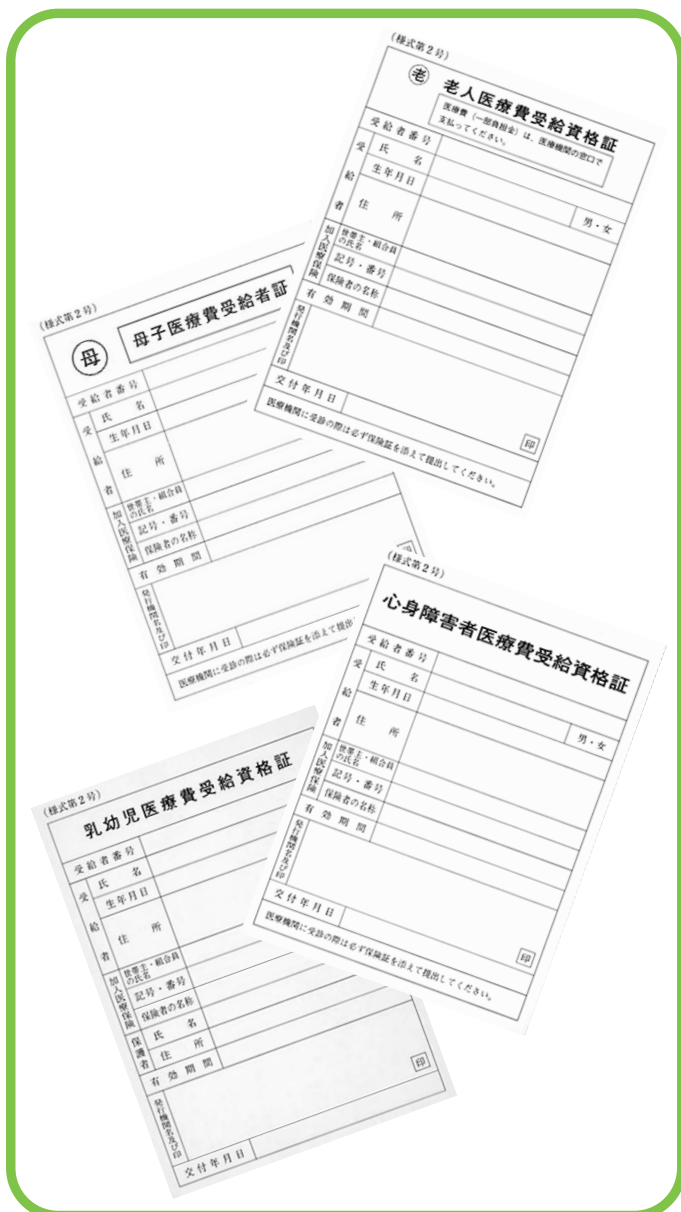 (様式第2号)
老 老人医療費受給資格証
医療費(一部負担金)は、医療機関の窓口で
支払ってください。
受給者番号
受給者
氏名
生年月日
男・女
住所
加入医療保険
世帯主・組合員
の氏名
記号・番号
保険者の名称
有効期間
発行機関名及び印
印
交付年月日
医療機関に受診の際は必ず保険証を添えて提出してください。
(様式第2号)
母 母子医療費受給者証
受給者番号
受給者
氏名
生年月日
住所
加入医療保険
世帯主・組合員
の氏名
記号・番号
保険者の名称
有効期間
発行機関名及び印
交付年月日
医療機関に受診の際は必ず保険証を添えて提出
(様式第2号)
心身障害者医療費受給資格証
受給者番号
受給者
氏名
生年月日
男・女
住所
加入医療保険
世帯主・組合員
の氏名
記号・番号
保険者の名称
有効期間
発行機関名及び印
印
交付年月日
医療機関に受診の際は必ず保険証を添えて提出してください。
(様式第2号)
乳幼児医療費受給資格証
受給者番号
受給者
氏名
生年月日
住所
加入医療保険
世帯主・組合員
の氏名
記号・番号
保険者の名称
保護者
氏名
住所
有効期間
発行機関名及び印
印
交付年月日